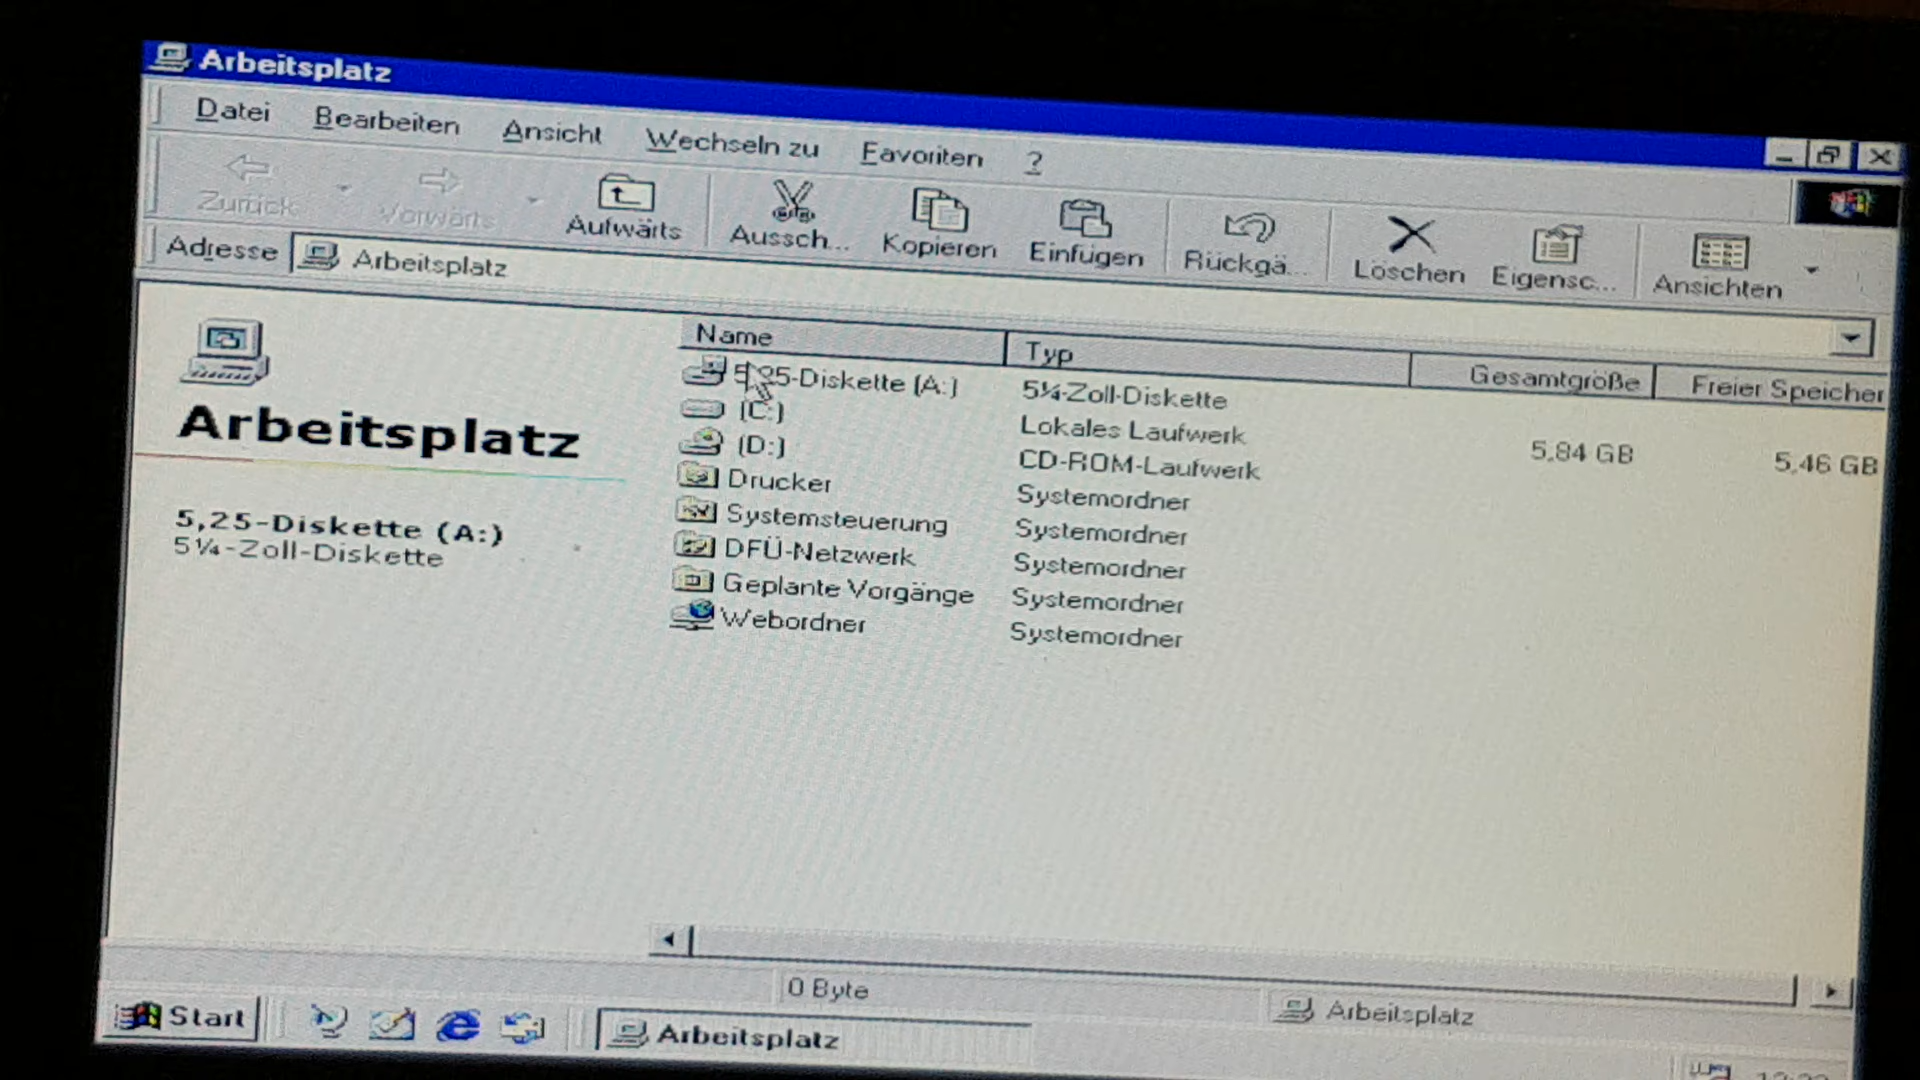 Arbeitsplatz
Datei Bearbeiten Ansicht Wechseln zu Favoriten ?
Zurück Vorwärts Aufwärts Aussch... Kopieren Einfügen Rückgä... Löschen Eigensc... Ansichten
Adresse Arbeitsplatz
Arbeitsplatz
5,25-Diskette (A:)
5¼-Zoll-Diskette
Name Typ Gesamtgröße Freier Speicher
5,25-Diskette (A:) 5¼-Zoll-Diskette
(C:) Lokales Laufwerk 5,84 GB 5,46 GB
(D:) CD-ROM-Laufwerk
Drucker Systemordner
Systemsteuerung Systemordner
DFÜ-Netzwerk Systemordner
Geplante Vorgänge Systemordner
Webordner Systemordner
0 Byte Arbeitsplatz
Start Arbeitsplatz